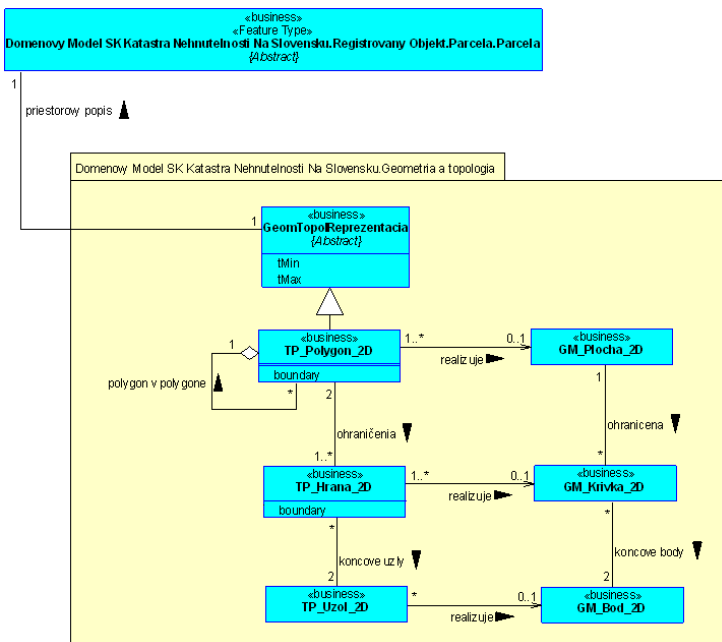 «business»
«Feature Type»
Domenovy Model SK Katastra Nehnutelnosti Na Slovensku.Registrovany Objekt.Parcela.Parcela
{Abstract}
1
priestorowy popis
Domenovy Model SK Katastra Nehnutelnosti Na Slovensku.Geometria a topologia
1
«business»
GeomTopolReprezentacia
{Abstract}
tMin
tMax
1
«business»
TP_Polygon_2D
boundary
1..*
0..1
realizuje
«business»
GM_Plocha_2D
polygon v polygone
*
2
1
ohraničenia
ohranicena
1..*
*
«business»
TP_Hrana_2D
boundary
1..*
0..1
realizuje
«business»
GM_Krivka_2D
*
*
koncove uzly
koncove body
2
2
«business»
TP_Uzol_2D
*
0..1
realizuje
«business»
GM_Bod_2D